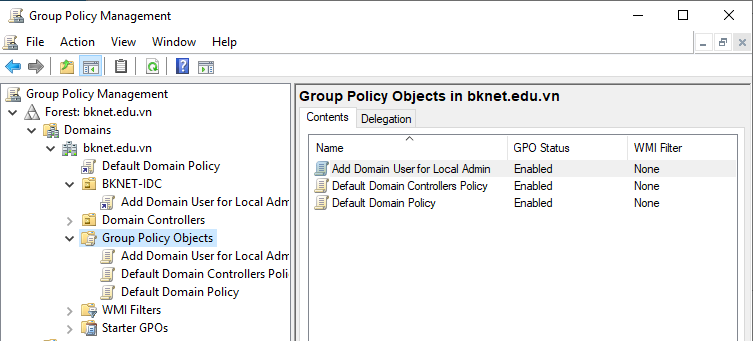 Group Policy Management
File Action View Window Help
Group Policy Management
Forest: bknet.edu.vn
Domains
bknet.edu.vn
Default Domain Policy
BKNET-IDC
Add Domain User for Local Adm
Domain Controllers
Group Policy Objects
Add Domain User for Local Adm
Default Domain Controllers Poli
Default Domain Policy
WMI Filters
Starter GPOs
Group Policy Objects in bknet.edu.vn
Contents Delegation
Name GPO Status WMI Filter
Add Domain User for Local Admin Enabled None
Default Domain Controllers Policy Enabled None
Default Domain Policy Enabled None